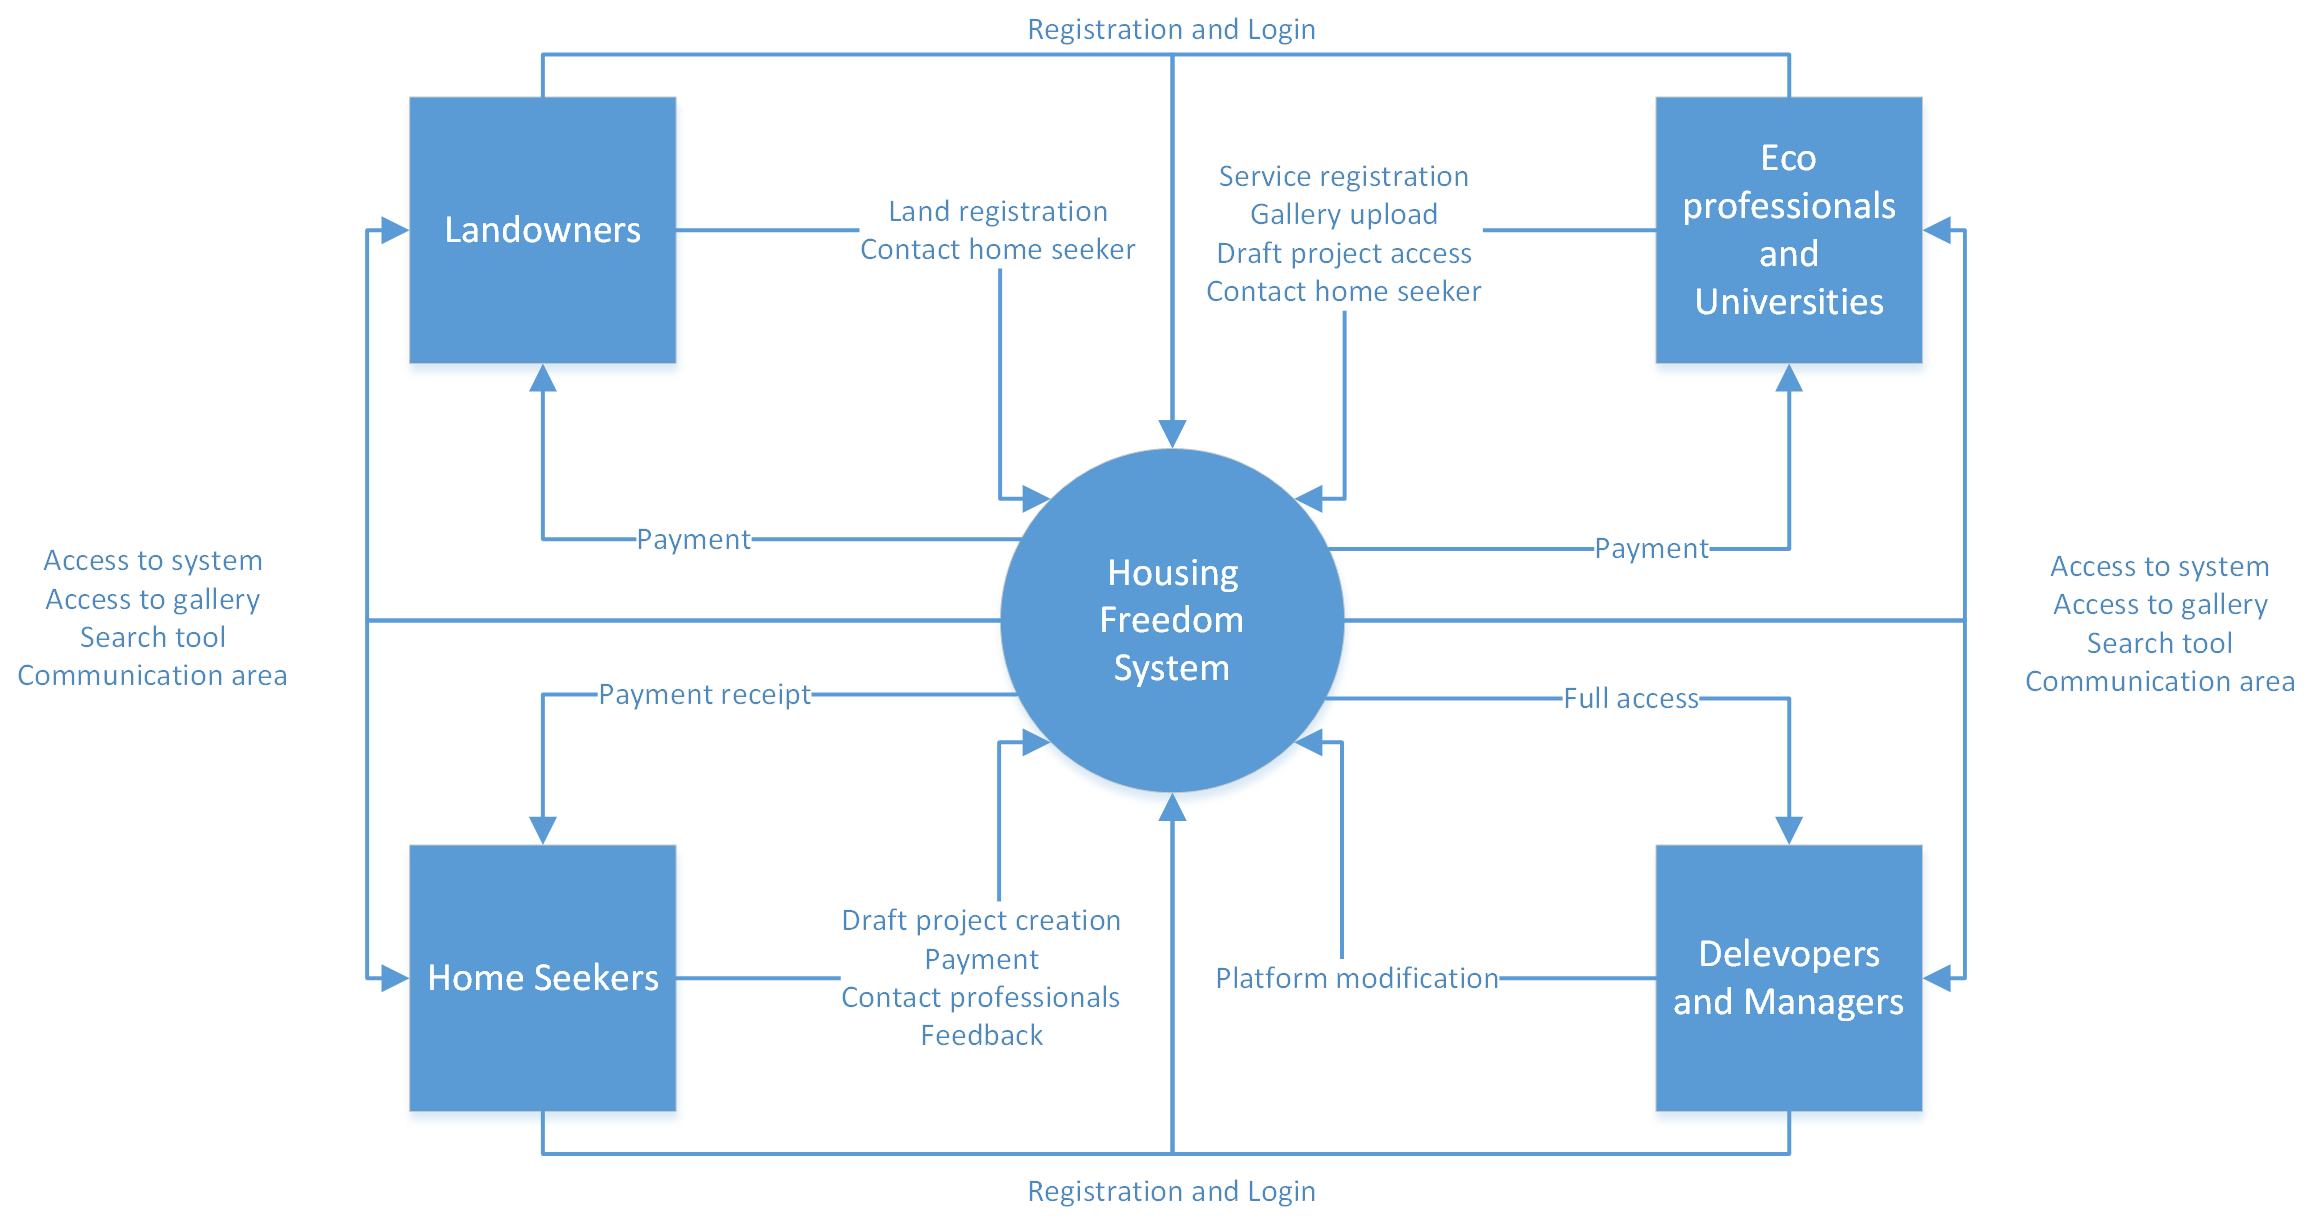 Registration and Login
Landowners
Land registration
Contact home seeker
Service registration
Gallery upload
Draft project access
Contact home seeker
Eco
professionals
and
Universities
Payment
Payment
Access to system
Access to gallery
Search tool
Communication area
Housing
Freedom
System
Access to system
Access to gallery
Search tool
Communication area
Payment receipt
Full access
Home Seekers
Draft project creation
Payment
Contact professionals
Feedback
Platform modification
Delevopers
and Managers
Registration and Login